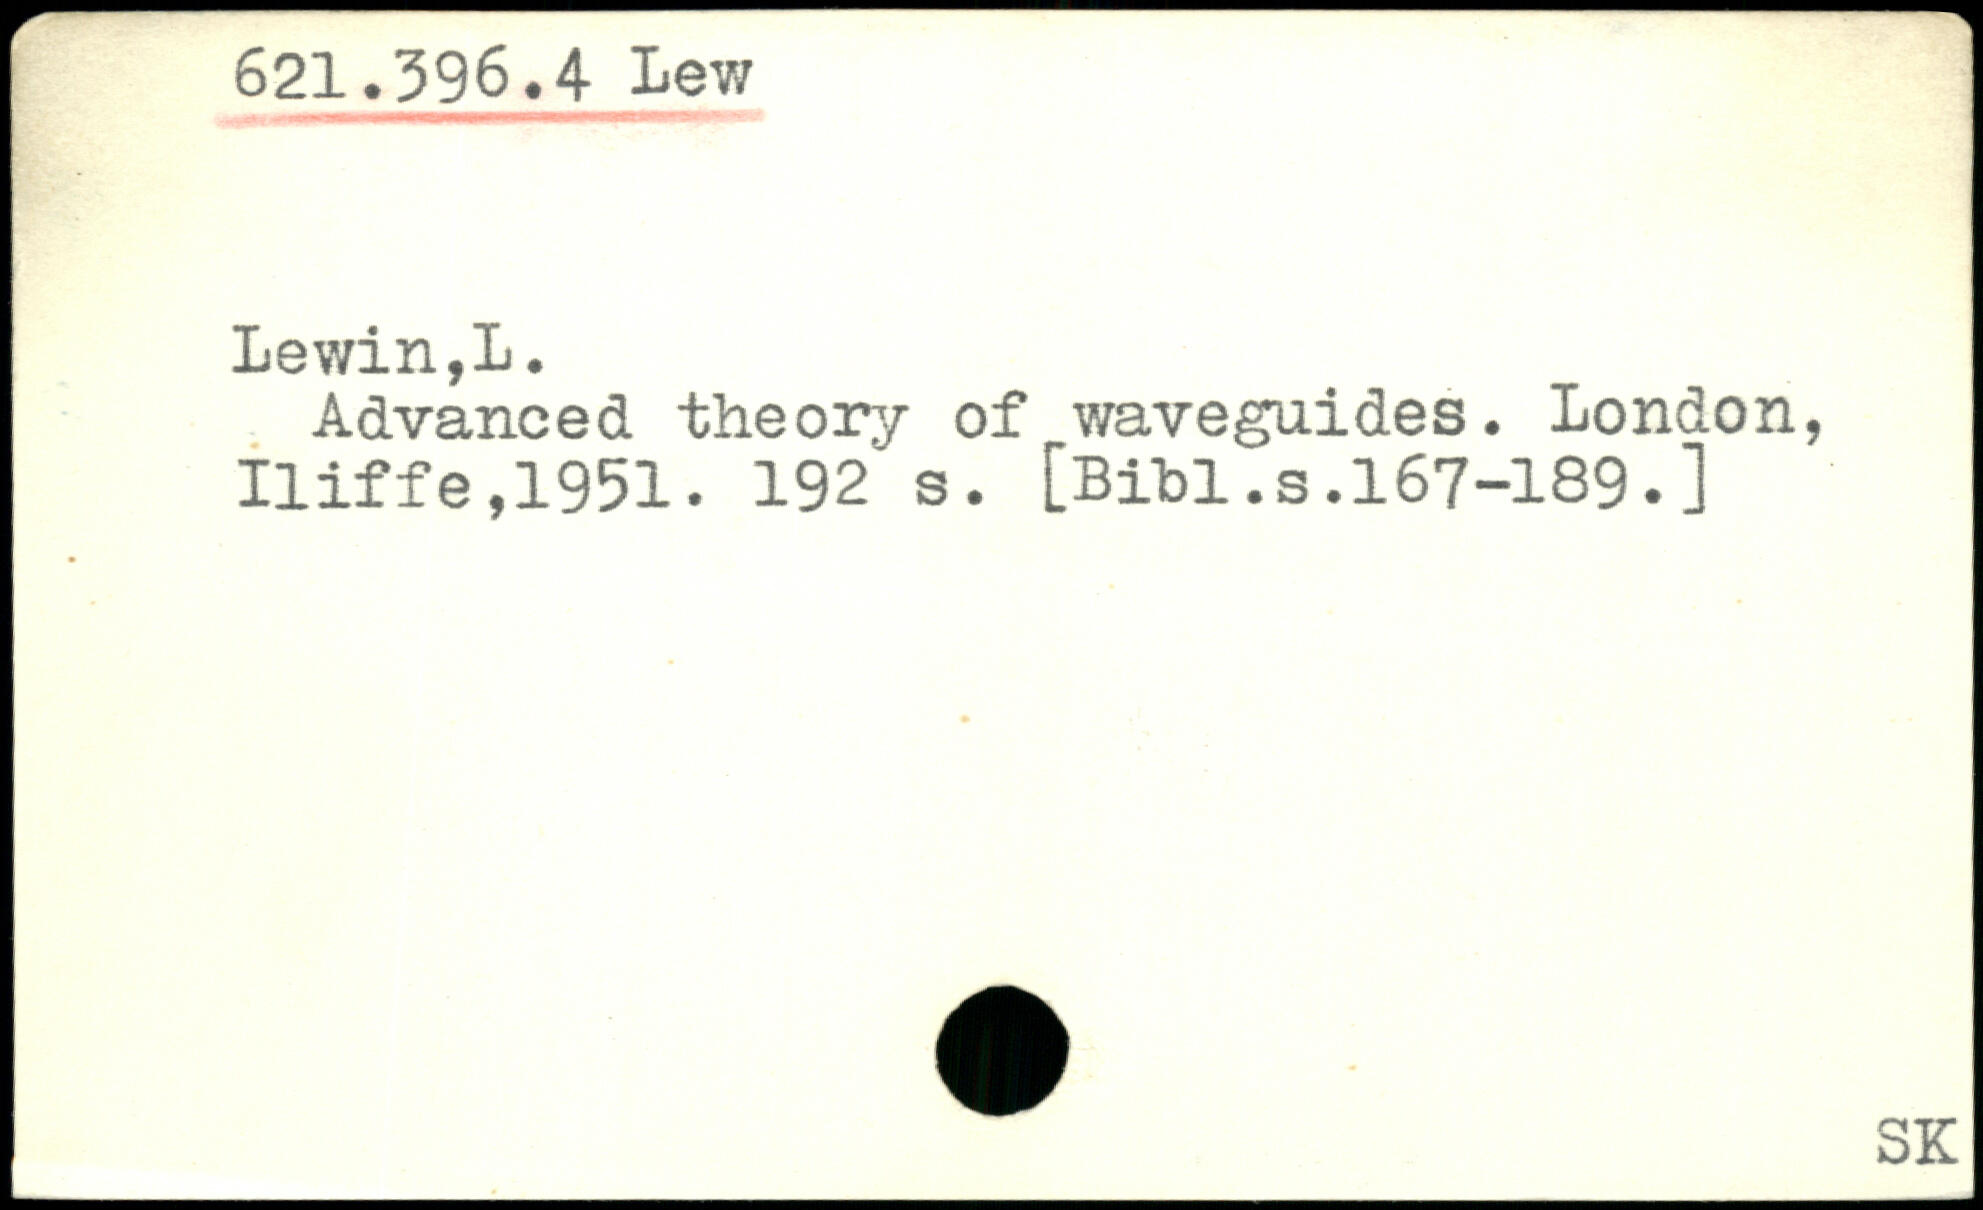 621.396.4 Lew
Lewin,L.
Advanced theory of waveguides. London,
Iliffe,1951. 192 s. [Bibl.s.167-189.]
SK